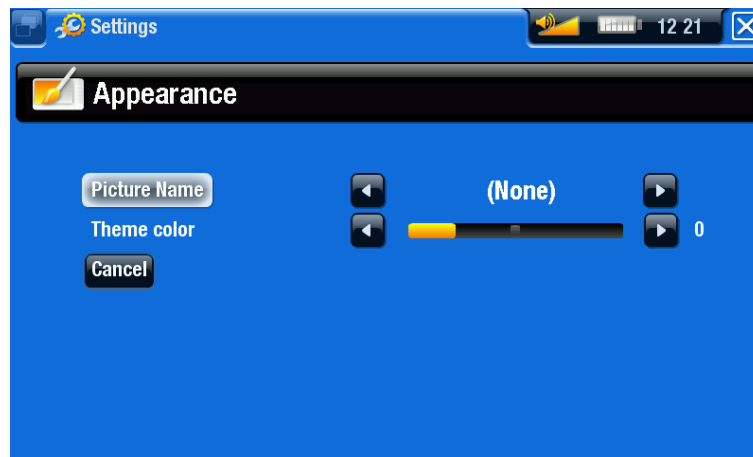 Settings
12 21
Appearance
Picture Name
(None)
Theme color
0
Cancel